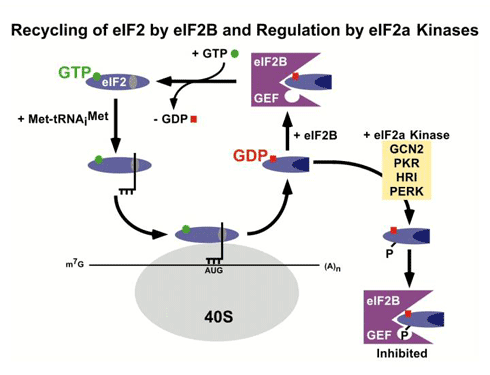 Recycling of eIF2 by eIF2B and Regulation by eIF2a Kinases
+ GTP
eIF2B
GTP
eIF2
GEF
+ Met-tRNAiMet
- GDP
+ eIF2B
+ eIF2a Kinase
GDP
GCN2
PKR
HRI
PERK
P
m7G
AUG
(A)n
40S
eIF2B
GEF
P
Inhibited